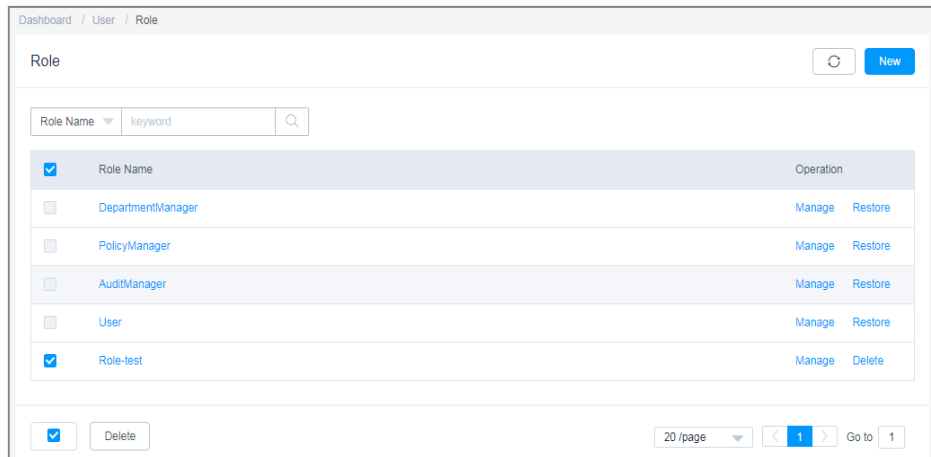 Dashboard / User / Role
Role
New
Role Name keyword
Role Name Operation
DepartmentManager Manage Restore
PolicyManager Manage Restore
AuditManager Manage Restore
User Manage Restore
Role-test Manage Delete
Delete 20 /page 1 Go to 1